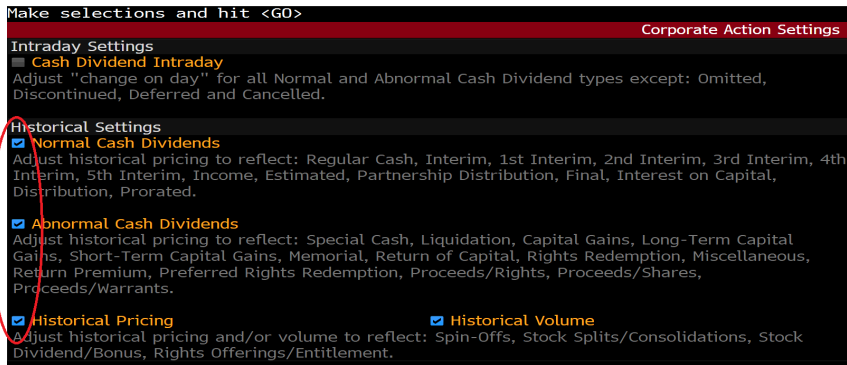 Make selections and hit <GO>
Corporate Action Settings
Intraday Settings
Cash Dividend Intraday
Adjust "change on day" for all Normal and Abnormal Cash Dividend types except: Omitted,
Discontinued, Deferred and Cancelled.
Historical Settings
Normal Cash Dividends
Adjust historical pricing to reflect: Regular Cash, Interim, 1st Interim, 2nd Interim, 3rd Interim, 4th
Interim, 5th Interim, Income, Estimated, Partnership Distribution, Final, Interest on Capital,
Distribution, Prorated.
Abnormal Cash Dividends
Adjust historical pricing to reflect: Special Cash, Liquidation, Capital Gains, Long-Term Capital
Gains, Short-Term Capital Gains, Memorial, Return of Capital, Rights Redemption, Miscellaneous,
Return Premium, Preferred Rights Redemption, Proceeds/Rights, Proceeds/Shares,
Proceeds/Warrants.
Historical Pricing Historical Volume
Adjust historical pricing and/or volume to reflect: Spin-Offs, Stock Splits/Consolidations, Stock
Dividend/Bonus, Rights Offerings/Entitlement.